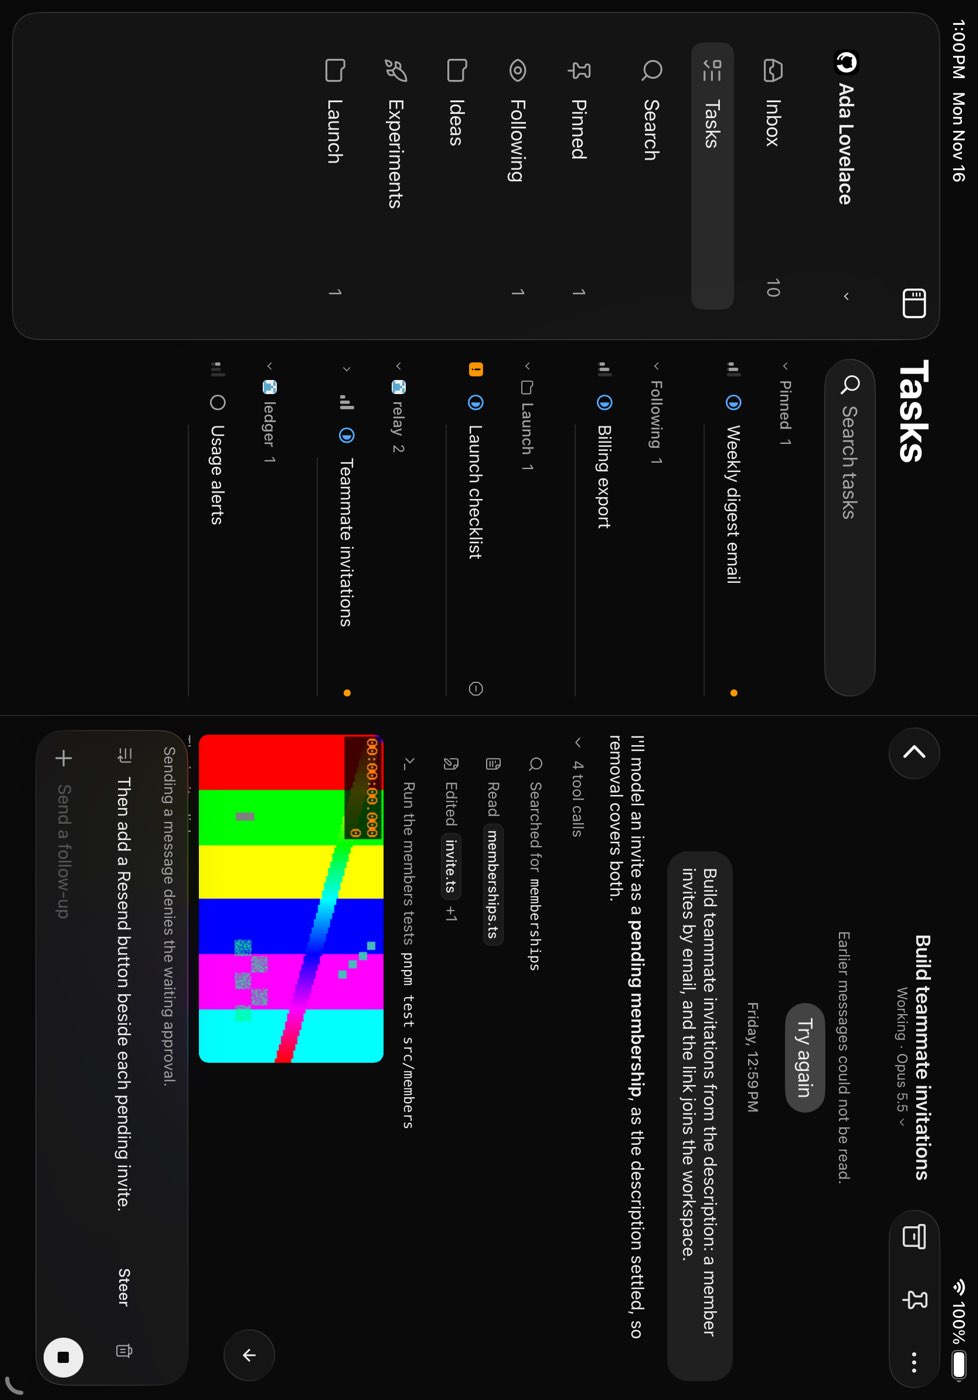 1:00 PM Mon Nov 16
100%
Ada Lovelace
Inbox 10
Tasks
Search
Pinned 1
Following 1
Ideas
Experiments
Launch 1
Tasks
Search tasks
Pinned 1
Weekly digest email
Following 1
Billing export
Launch 1
Launch checklist
relay 2
Teammate invitations
ledger 1
Usage alerts
Build teammate invitations
Working · Opus 5.5
Earlier messages could not be read.
Try again
Friday, 12:59 PM
Build teammate invitations from the description: a member
invites by email, and the link joins the workspace.
I'll model an invite as a pending membership, as the description settled, so
removal covers both.
4 tool calls
Searched for memberships
Read memberships.ts
Edited invite.ts +1
Run the members tests pnpm test src/members
00:00:00.000
0
Sending a message denies the waiting approval.
Then add a Resend button beside each pending invite. Steer
Send a follow-up